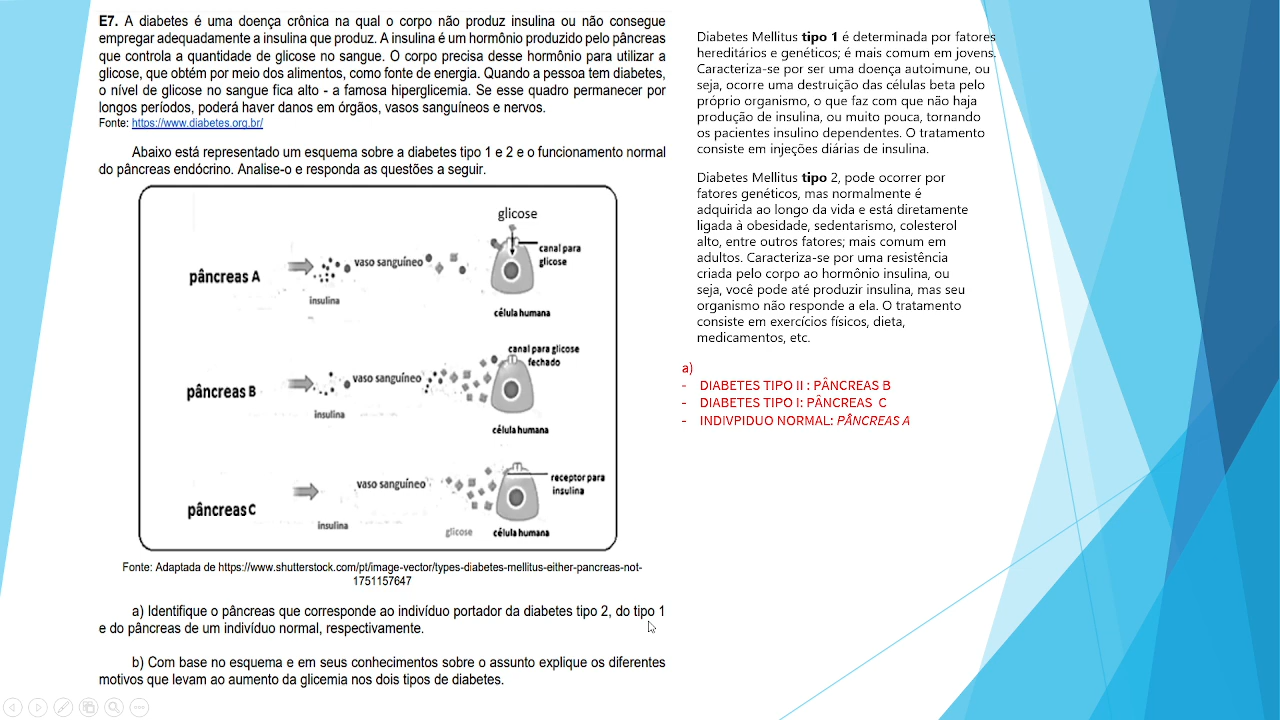 E7. A diabetes é uma doença crônica na qual o corpo não produz insulina ou não consegue
empregar adequadamente a insulina que produz. A insulina é um hormônio produzido pelo pâncreas
que controla a quantidade de glicose no sangue. O corpo precisa desse hormônio para utilizar a
glicose, que obtém por meio dos alimentos, como fonte de energia. Quando a pessoa tem diabetes,
o nível de glicose no sangue fica alto - a famosa hiperglicemia. Se esse quadro permanecer por
longos períodos, poderá haver danos em órgãos, vasos sanguíneos e nervos.
Fonte: https://www.diabetes.org.br/
Abaixo está representado um esquema sobre a diabetes tipo 1 e 2 e o funcionamento normal
do pâncreas endócrino. Analise-o e responda as questões a seguir.
glicose
canal para
glicose
vaso sanguíneo
pâncreas A
insulina
célula humana
canal para glicose
fechado
vaso sanguíneo
pâncreas B
insulina
célula humana
receptor para
insulina
vaso sanguíneo
pâncreas C
insulina
glicose
célula humana
Fonte: Adaptada de https://www.shutterstock.com/pt/image-vector/types-diabetes-mellitus-either-pancreas-not-
1751157647
a) Identifique o pâncreas que corresponde ao indivíduo portador da diabetes tipo 2, do tipo 1
e do pâncreas de um indivíduo normal, respectivamente.
b) Com base no esquema e em seus conhecimentos sobre o assunto explique os diferentes
motivos que levam ao aumento da glicemia nos dois tipos de diabetes.
Diabetes Mellitus tipo 1 é determinada por fatores
hereditários e genéticos; é mais comum em jovens.
Caracteriza-se por ser uma doença autoimune, ou
seja, ocorre uma destruição das células beta pelo
próprio organismo, o que faz com que não haja
produção de insulina, ou muito pouca, tornando
os pacientes insulino dependentes. O tratamento
consiste em injeções diárias de insulina.
Diabetes Mellitus tipo 2, pode ocorrer por
fatores genéticos, mas normalmente é
adquirida ao longo da vida e está diretamente
ligada à obesidade, sedentarismo, colesterol
alto, entre outros fatores; mais comum em
adultos. Caracteriza-se por uma resistência
criada pelo corpo ao hormônio insulina, ou
seja, você pode até produzir insulina, mas seu
organismo não responde a ela. O tratamento
consiste em exercícios físicos, dieta,
medicamentos, etc.
a)
- DIABETES TIPO II : PÂNCREAS B
- DIABETES TIPO I: PÂNCREAS C
- INDIVPIDUO NORMAL: PÂNCREAS A